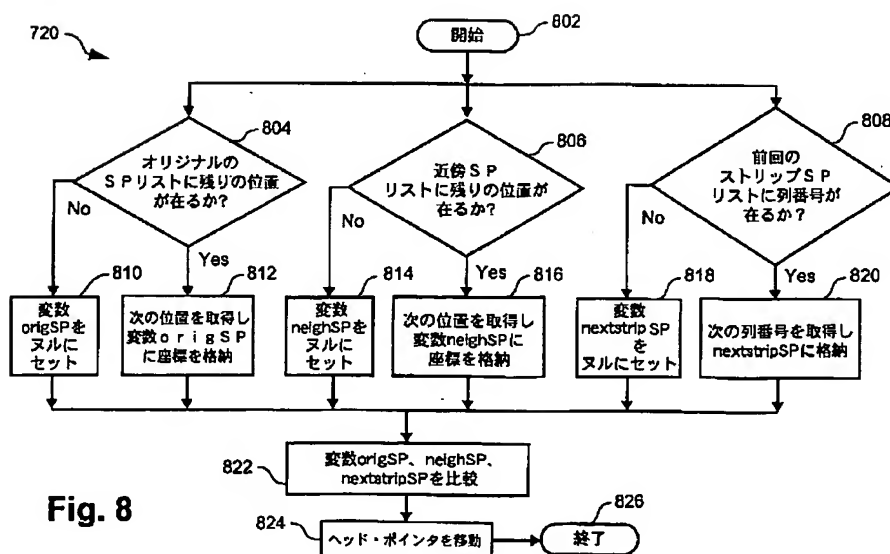 720
開始
802
オリジナルの
SPリストに残りの位置
が在るか?
804
近傍SP
リストに残りの位置が
在るか?
806
前回の
ストリップSP
リストに列番号が
在るか?
808
No
Yes
No
Yes
No
Yes
810
変数
origSPを
ヌルに
セット
812
次の位置を取得し
変数origSP
に座標を格納
814
変数
neighSPを
ヌルに
セット
816
次の位置を取得し
変数neighSPに
座標を格納
818
変数
nextstripSP
を
ヌルにセット
820
次の列番号を取得し
nextstripSPに格納
822
変数origSP、neighSP、
nextstripSPを比較
824
ヘッド・ポインタを移動
826
終了
Fig. 8